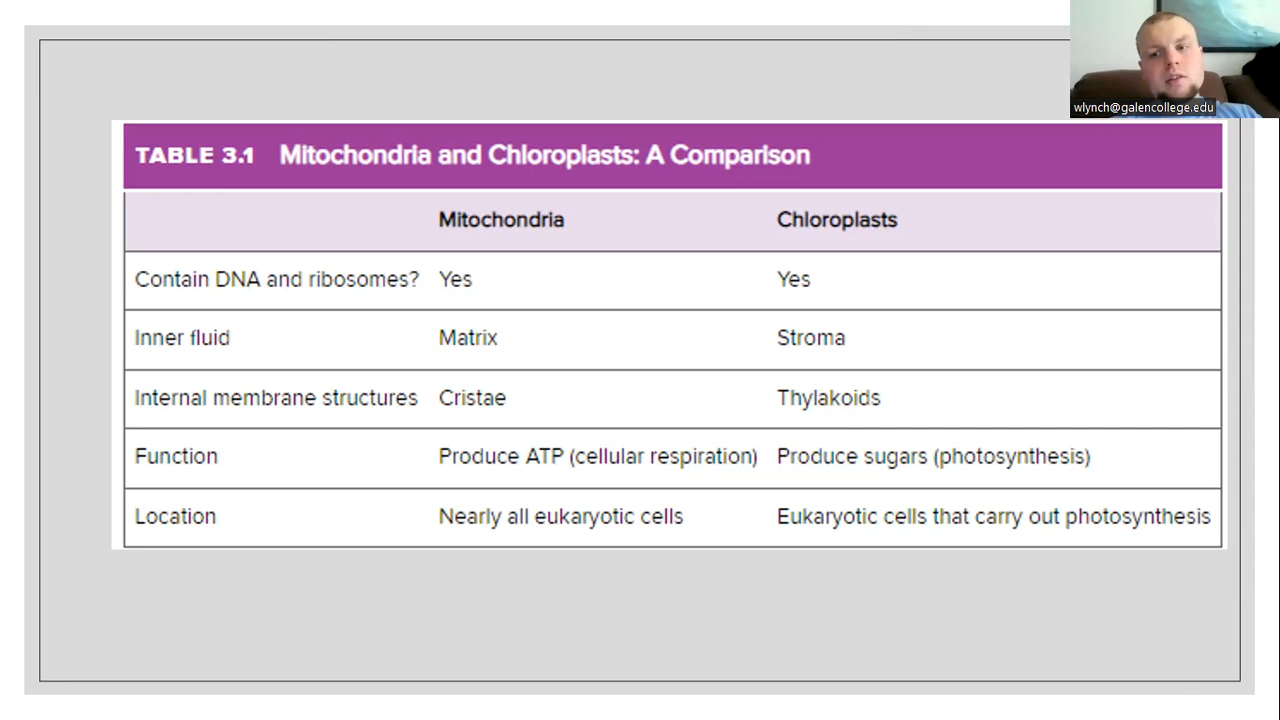 wlynch@galencollege.edu
TABLE 3.1 Mitochondria and Chloroplasts: A Comparison
Mitochondria Chloroplasts
Contain DNA and ribosomes? Yes Yes
Inner fluid Matrix Stroma
Internal membrane structures Cristae Thylakoids
Function Produce ATP (cellular respiration) Produce sugars (photosynthesis)
Location Nearly all eukaryotic cells Eukaryotic cells that carry out photosynthesis